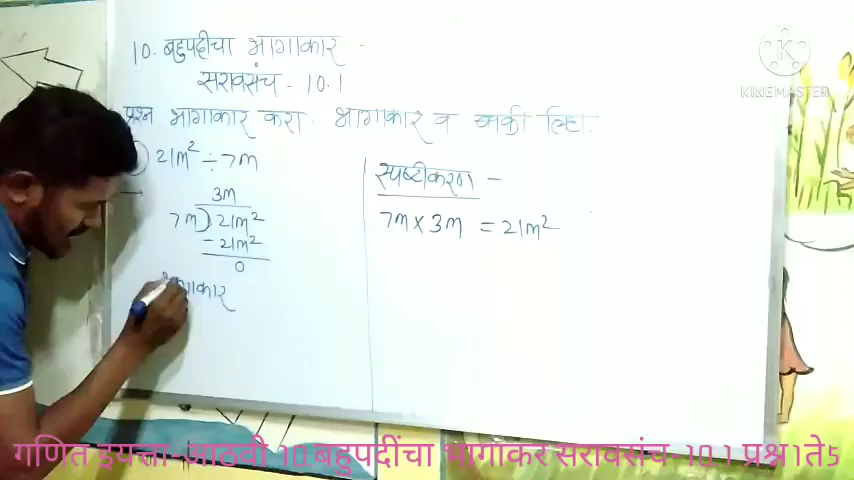 10. बहुपदीचा भागाकार -
सरावसंच - 10.1
प्रश्न भागाकार करा. भागाकार व बाकी लिहा.
21m² ÷ 7m
3m
7m ) 21m²
- 21m²
0
भागाकार
स्पष्टीकरण -
7m x 3m = 21m²
KINEMASTER
गणित इयत्ता-आठवी 10.बहुपदींचा भागाकर सरावसंच- 10.1 प्रश्न1ते5